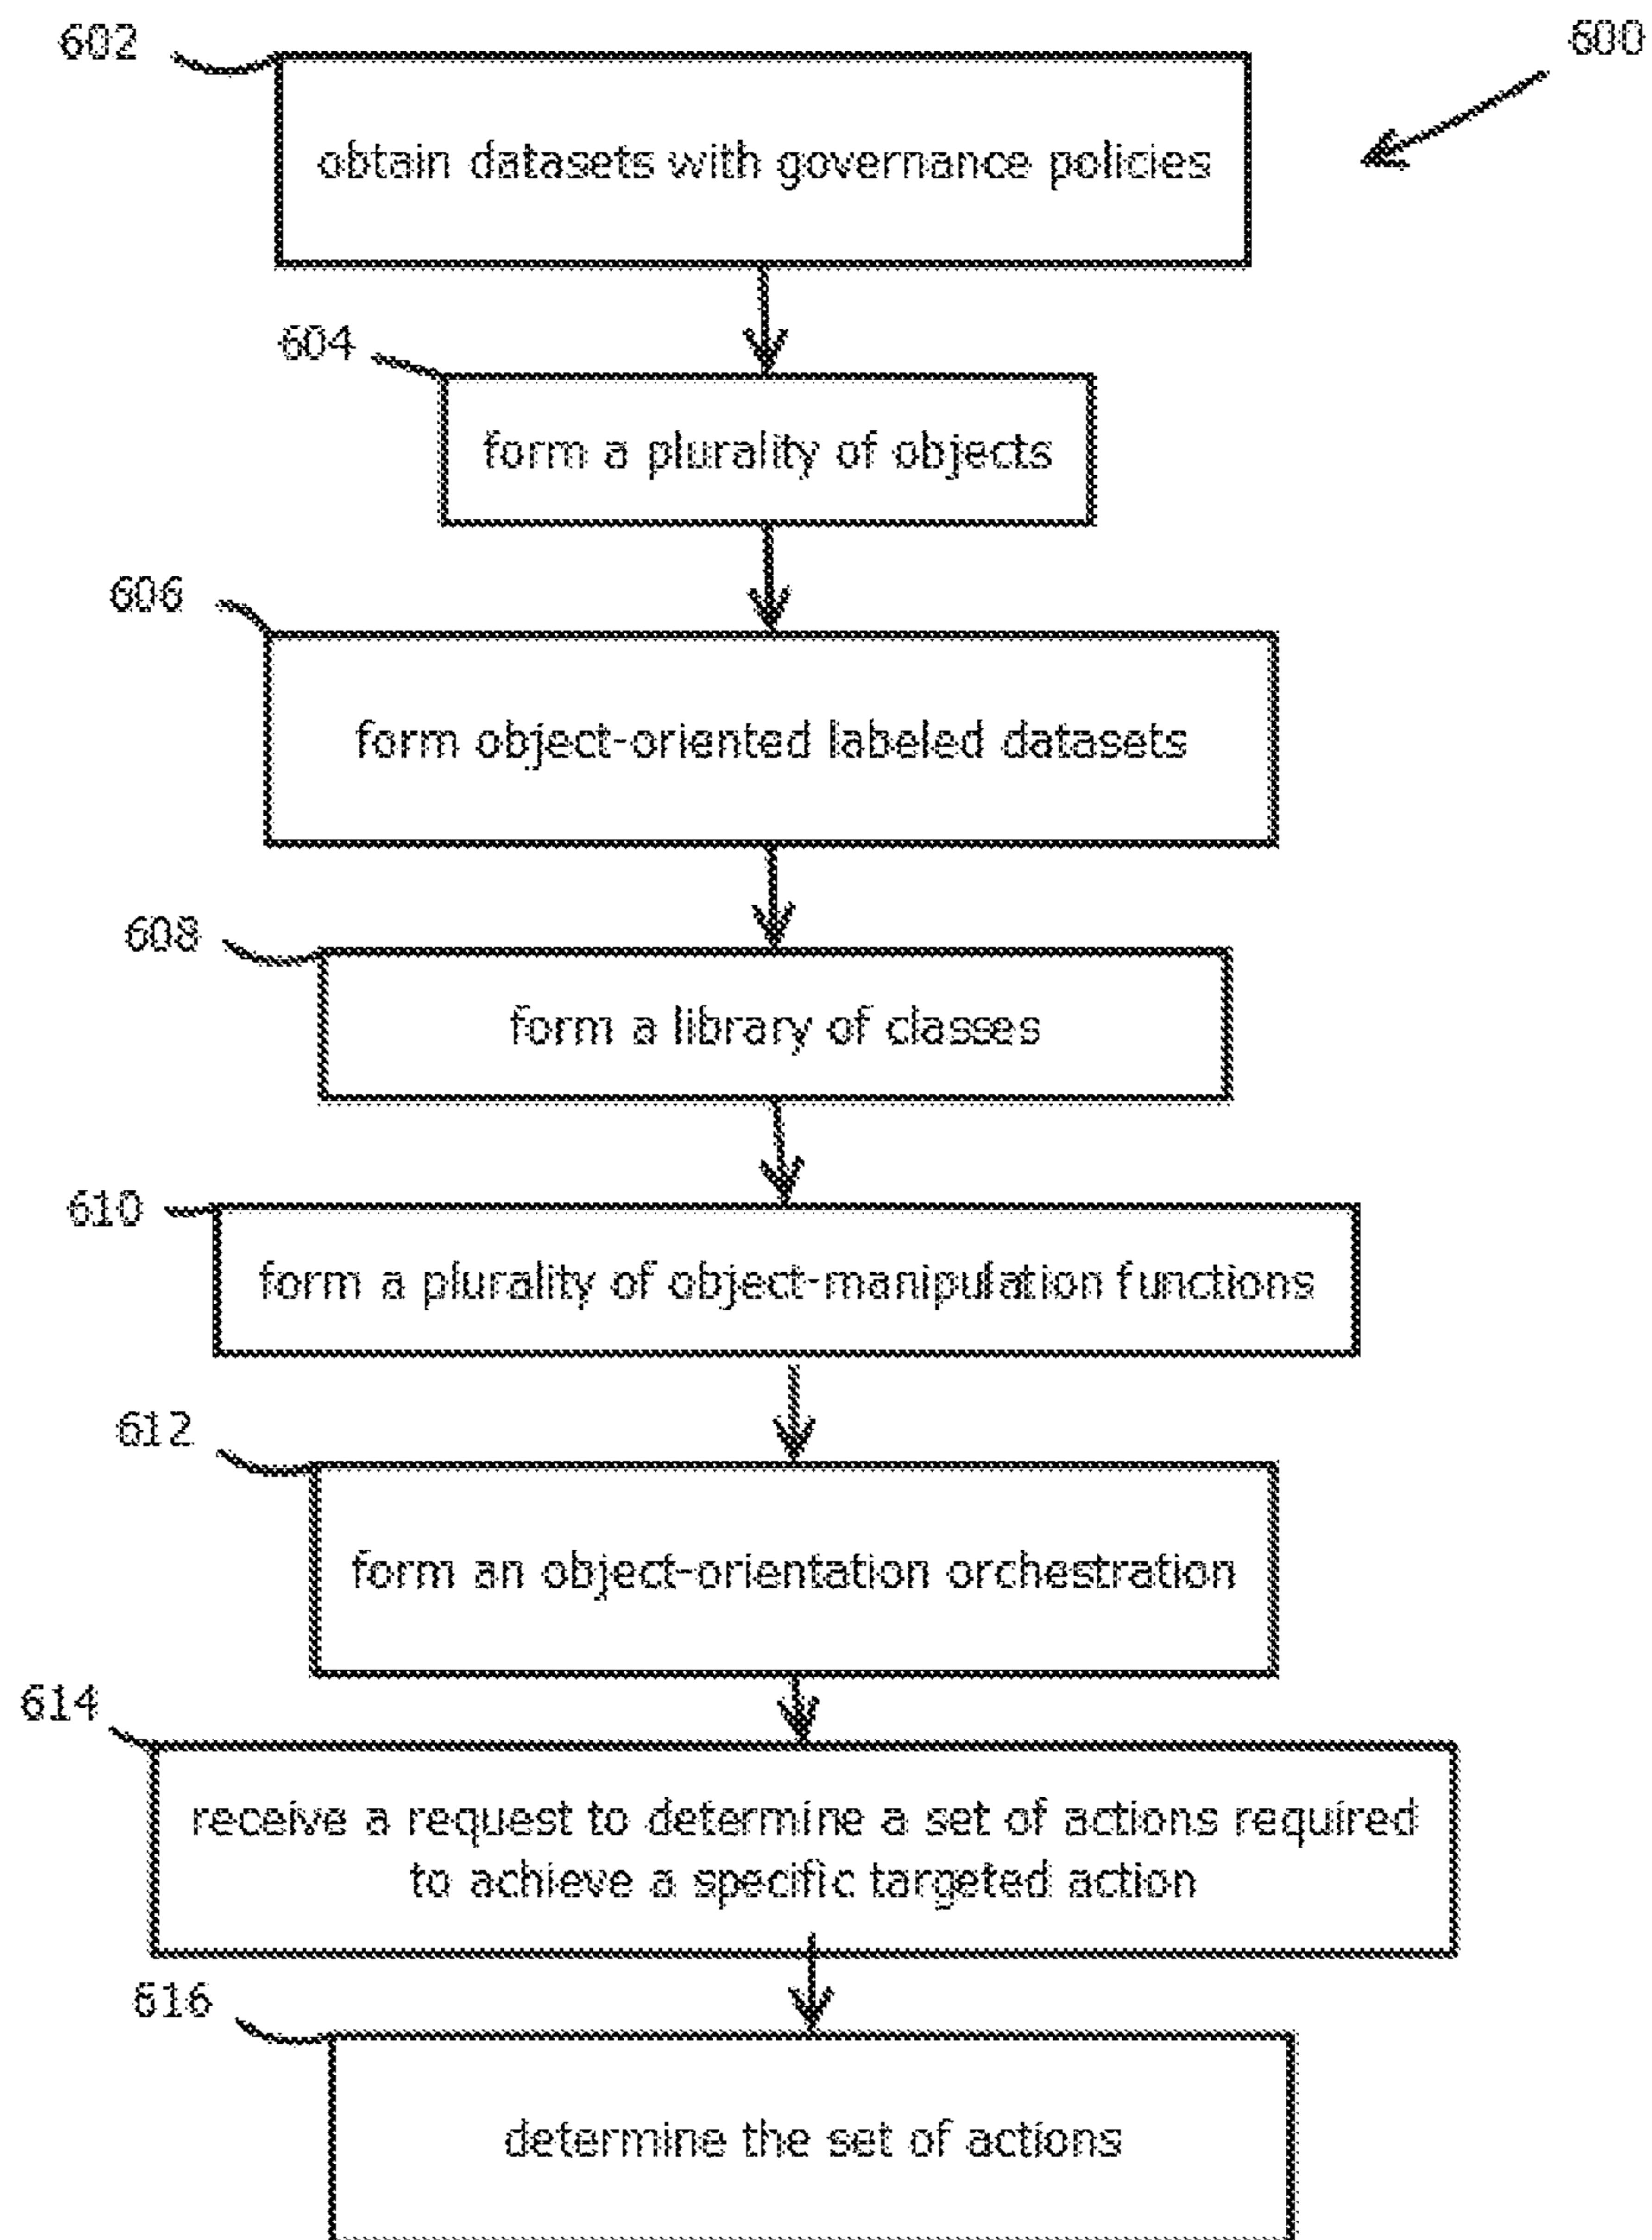 602
600
obtain datasets with governance policies
604
form a plurality of objects
606
form object-oriented labeled datasets
608
form a library of classes
610
form a plurality of object-manipulation functions
612
form an object-orientation orchestration
614
receive a request to determine a set of actions required
to achieve a specific targeted action
616
determine the set of actions